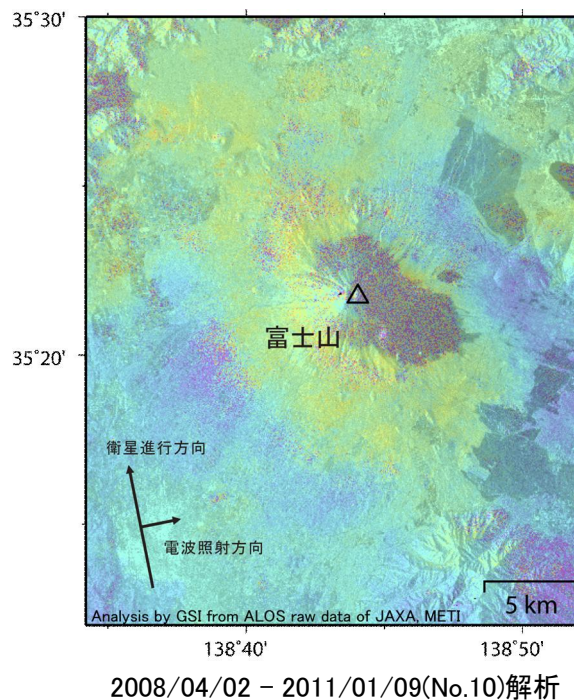 35˚30'
富士山
35˚20'
衛星進行方向
電波照射方向
5 km
Analysis by GSI from ALOS raw data of JAXA, METI
138˚40'
138˚50'
2008/04/02 − 2011/01/09(No.10)解析